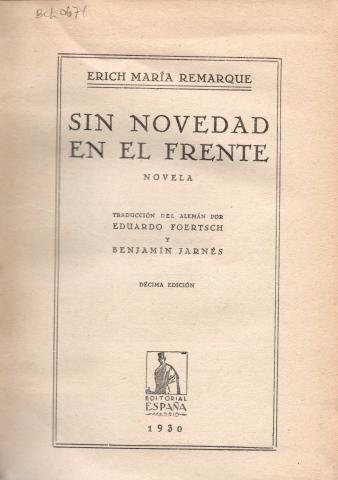 ERICH MARÍA REMARQUE
SIN NOVEDAD
EN EL FRENTE
NOVELA
TRADUCCIÓN DEL ALEMÁN POR
EDUARDO FOERTSCH
Y
BENJAMÍN JARNÉS
DÉCIMA EDICIÓN
EDITORIAL
ESPAÑA
MADRID
1930